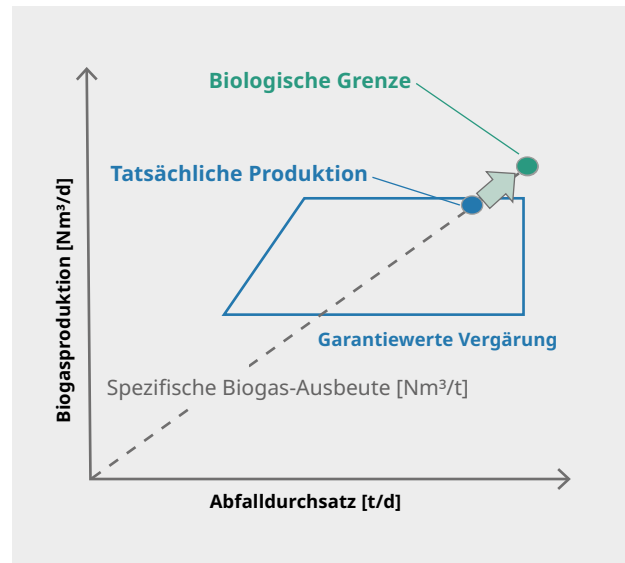 Biologische Grenze
Tatsächliche Produktion
Biogasproduktion [Nm³/d]
Garantiewerte Vergärung
Spezifische Biogas-Ausbeute [Nm³/t]
Abfalldurchsatz [t/d]